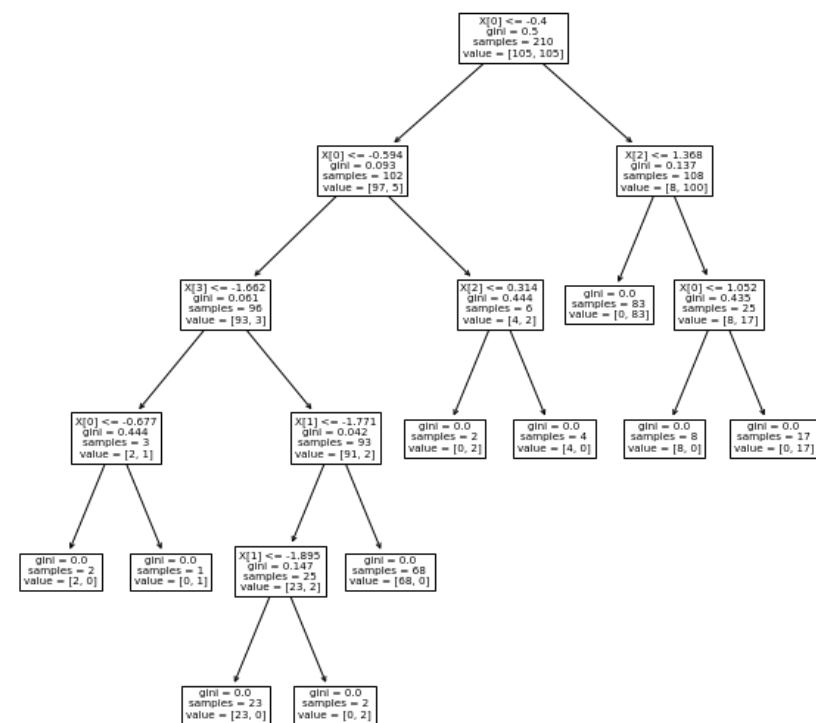 X[0] <= -0.4
gini = 0.5
samples = 210
value = [105, 105]
X[0] <= -0.594
gini = 0.093
samples = 102
value = [97, 5]
X[2] <= 1.368
gini = 0.137
samples = 108
value = [8, 100]
X[3] <= -1.662
gini = 0.061
samples = 96
value = [93, 3]
X[2] <= 0.314
gini = 0.444
samples = 6
value = [4, 2]
gini = 0.0
samples = 83
value = [0, 83]
X[0] <= 1.052
gini = 0.435
samples = 25
value = [8, 17]
X[0] <= -0.677
gini = 0.444
samples = 3
value = [2, 1]
X[1] <= -1.771
gini = 0.042
samples = 93
value = [91, 2]
gini = 0.0
samples = 2
value = [0, 2]
gini = 0.0
samples = 4
value = [4, 0]
gini = 0.0
samples = 8
value = [8, 0]
gini = 0.0
samples = 17
value = [0, 17]
gini = 0.0
samples = 2
value = [2, 0]
gini = 0.0
samples = 1
value = [0, 1]
X[1] <= -1.895
gini = 0.147
samples = 25
value = [23, 2]
gini = 0.0
samples = 68
value = [68, 0]
gini = 0.0
samples = 23
value = [23, 0]
gini = 0.0
samples = 2
value = [0, 2]